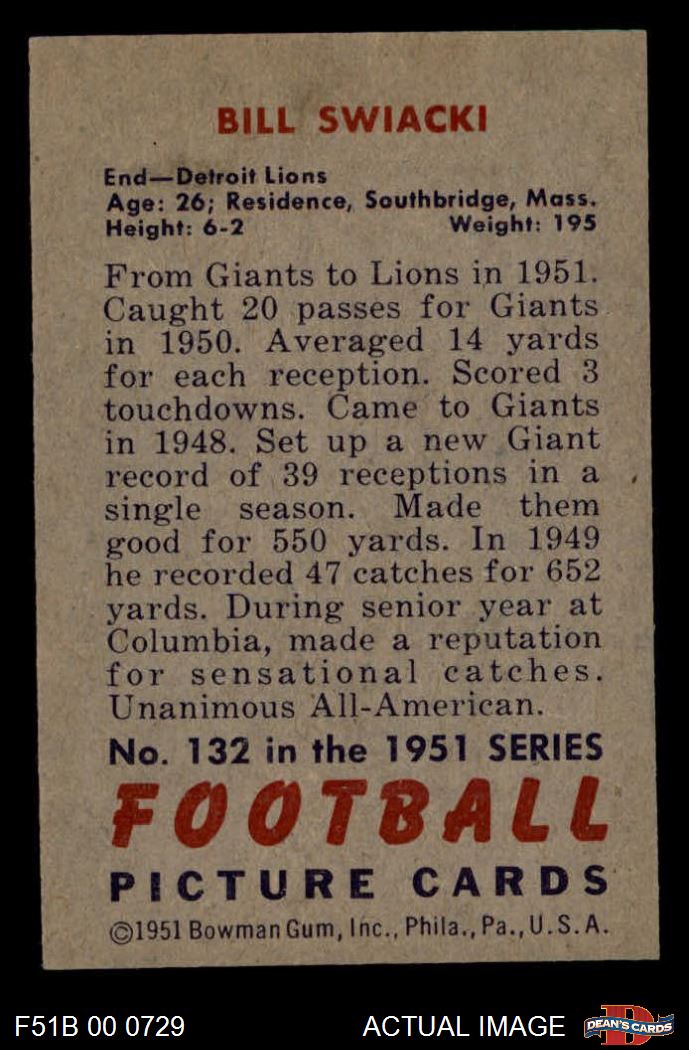 BILL SWIACKI
End—Detroit Lions
Age: 26; Residence, Southbridge, Mass.
Height: 6-2 Weight: 195
From Giants to Lions in 1951.
Caught 20 passes for Giants
in 1950. Averaged 14 yards
for each reception. Scored 3
touchdowns. Came to Giants
in 1948. Set up a new Giant
record of 39 receptions in a
single season. Made them
good for 550 yards. In 1949
he recorded 47 catches for 652
yards. During senior year at
Columbia, made a reputation
for sensational catches.
Unanimous All-American.
No. 132 in the 1951 SERIES
FOOTBALL
PICTURE CARDS
©1951 Bowman Gum, Inc., Phila., Pa., U.S.A.
F51B 00 0729 ACTUAL IMAGE D DEAN'S CARDS